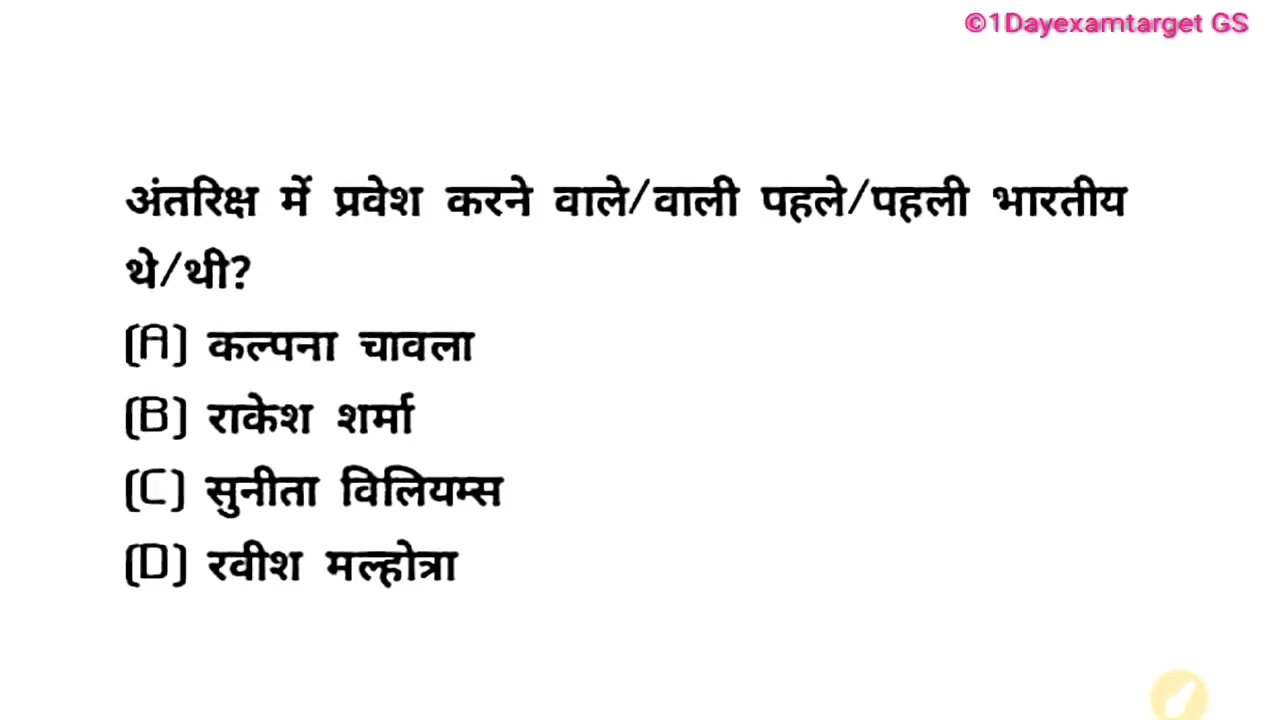 ©1Dayexamtarget GS
अंतरिक्ष में प्रवेश करने वाले/वाली पहले/पहली भारतीय
थे/थी?
(A) कल्पना चावला
(B) राकेश शर्मा
(C) सुनीता विलियम्स
(D) रवीश मल्होत्रा